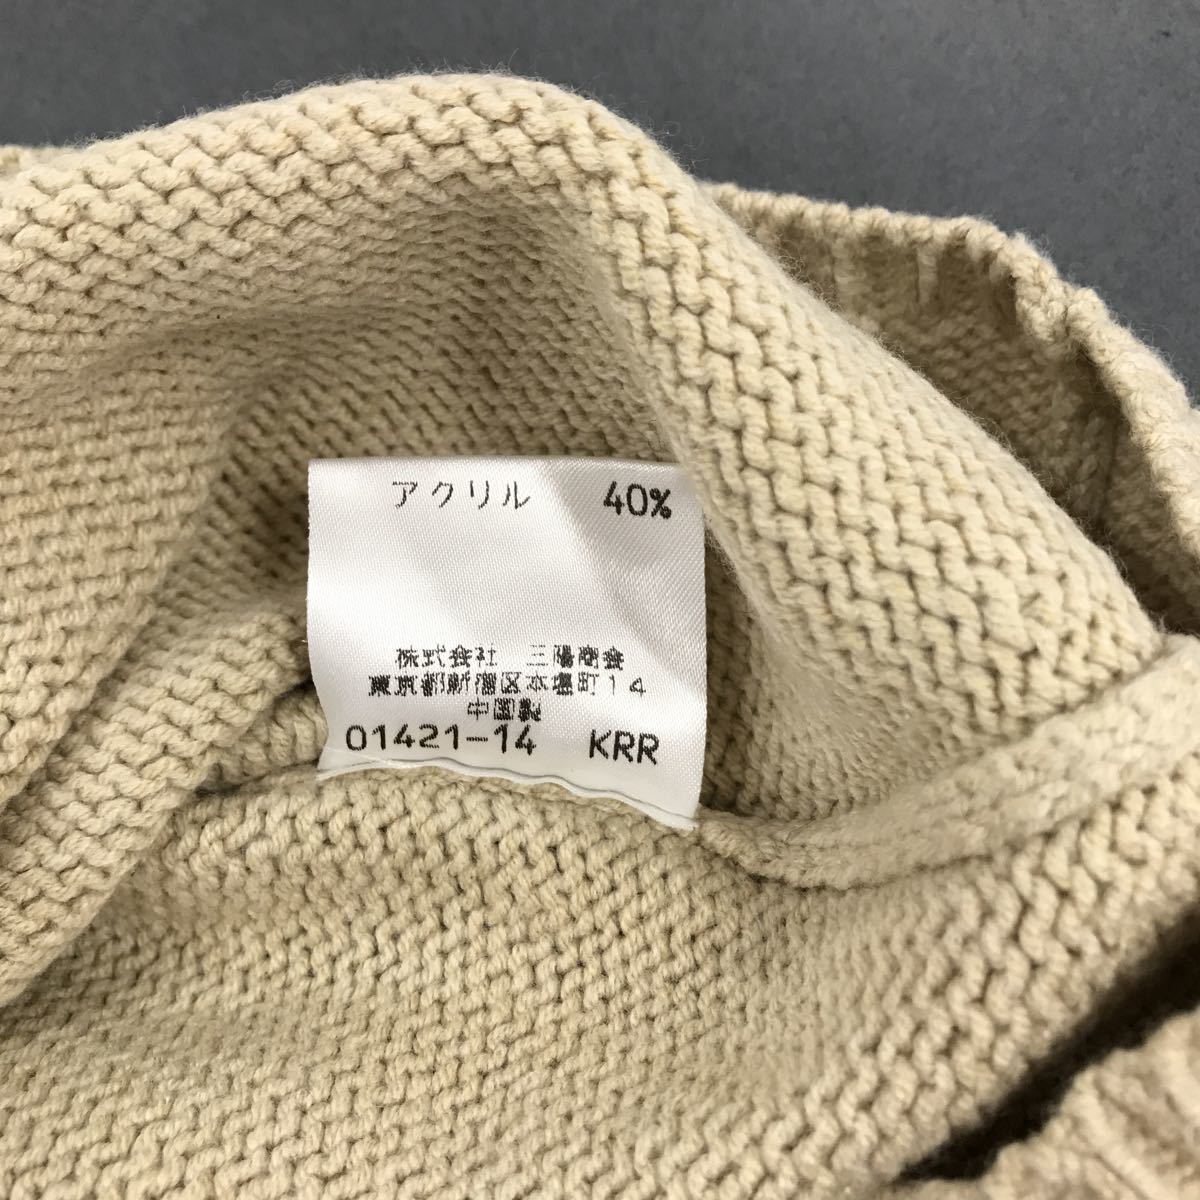 アクリル 40%
株式会社 三陽商会
東京都新宿区本塩町14
中国製
01421-14 KRR